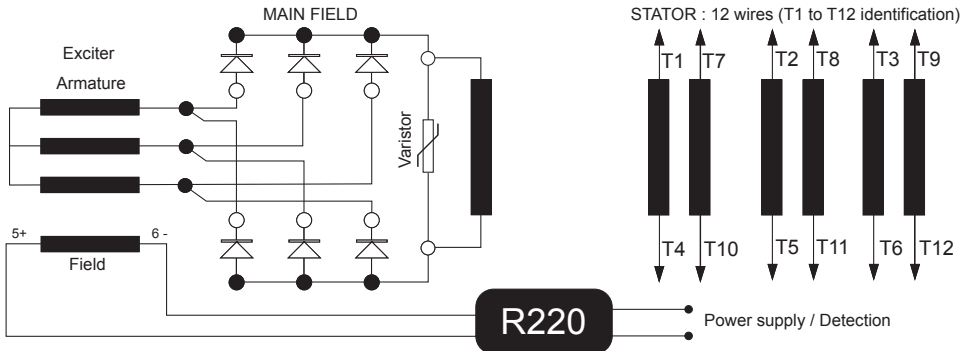 MAIN FIELD
STATOR : 12 wires (T1 to T12 identification)
Exciter
Armature
T1 T7 T2 T8 T3 T9
Varistor
5+ 6 -
Field
T4 T10 T5 T11 T6 T12
R220
Power supply / Detection